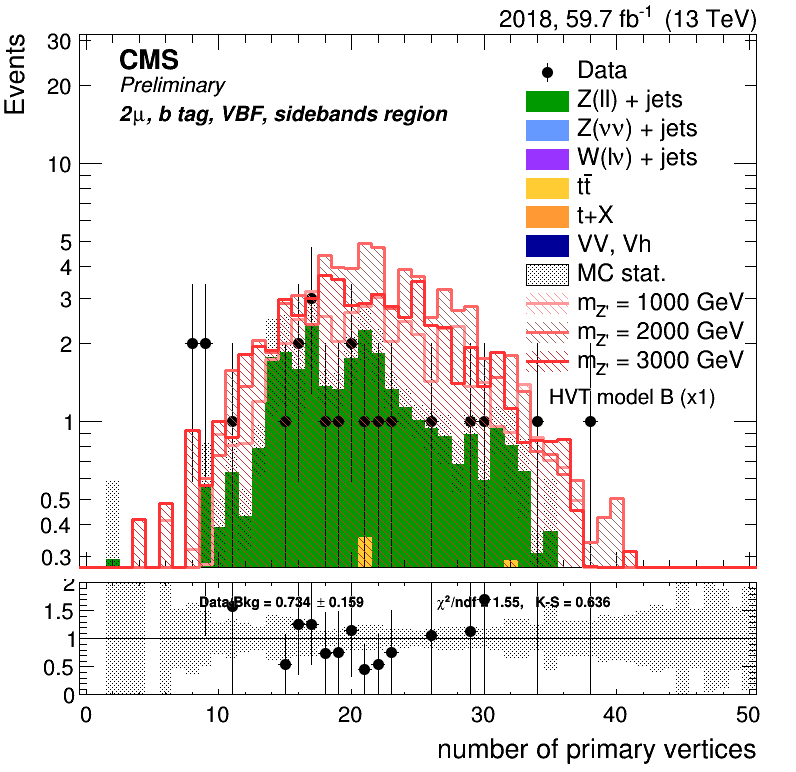 2018, 59.7 fb⁻¹ (13 TeV)
Events
CMS
Preliminary
2μ, b tag, VBF, sidebands region
Data
Z(ll) + jets
Z(νν) + jets
W(lν) + jets
tt̄
t+X
VV, Vh
MC stat.
m_Z' = 1000 GeV
m_Z' = 2000 GeV
m_Z' = 3000 GeV
HVT model B (x1)
30
20
10
5
4
3
2
1
0.5
0.4
0.3
Data/Bkg = 0.734 ± 0.159
χ²/ndf = 1.55, K-S = 0.636
2
1.5
1
0.5
0
0 10 20 30 40 50
number of primary vertices